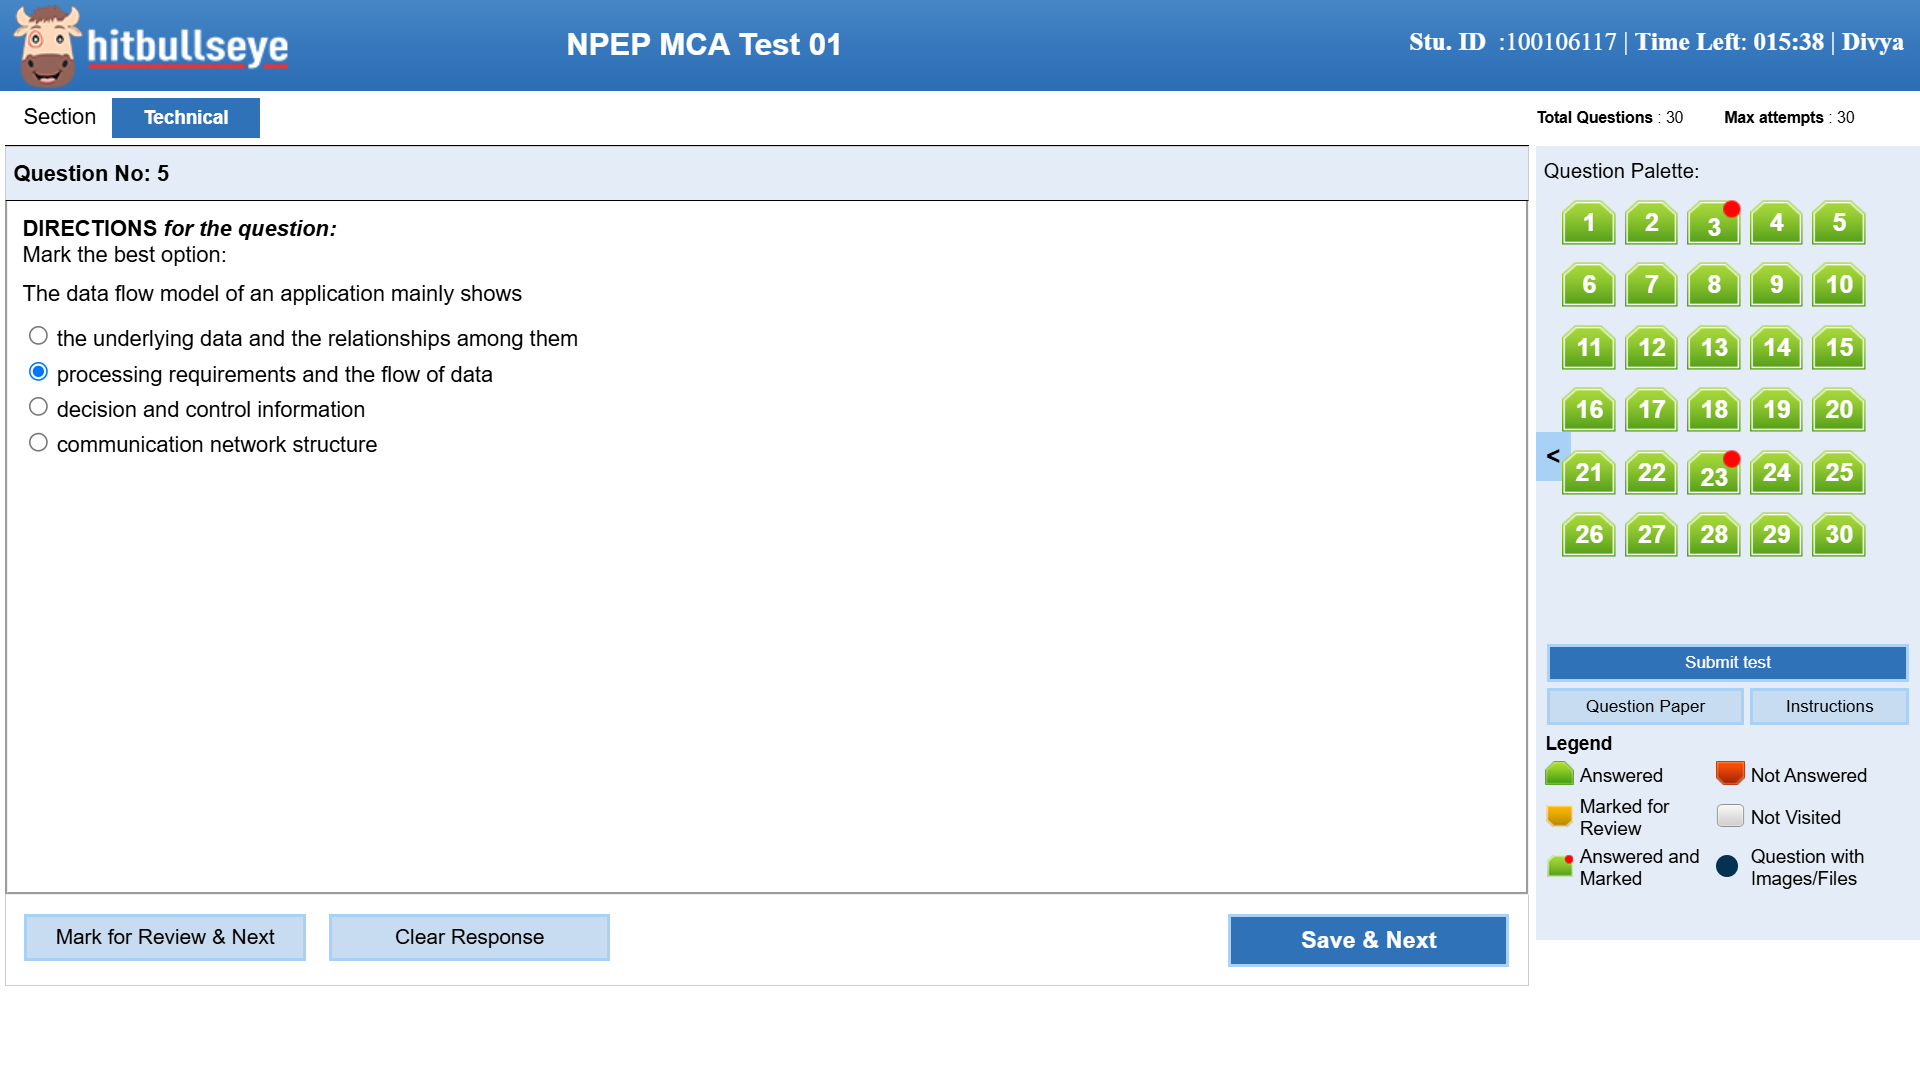 hitbullseye
NPEP MCA Test 01
Stu. ID :100106117 | Time Left: 015:38 | Divya
Section
Technical
Total Questions : 30
Max attempts : 30
Question No: 5
DIRECTIONS for the question:
Mark the best option:
The data flow model of an application mainly shows
the underlying data and the relationships among them
processing requirements and the flow of data
decision and control information
communication network structure
Mark for Review & Next
Clear Response
Save & Next
Question Palette:
1 2 3 4 5
6 7 8 9 10
11 12 13 14 15
16 17 18 19 20
<
21 22 23 24 25
26 27 28 29 30
Submit test
Question Paper
Instructions
Legend
Answered
Not Answered
Marked for
Review
Not Visited
Answered and
Marked
Question with
Images/Files